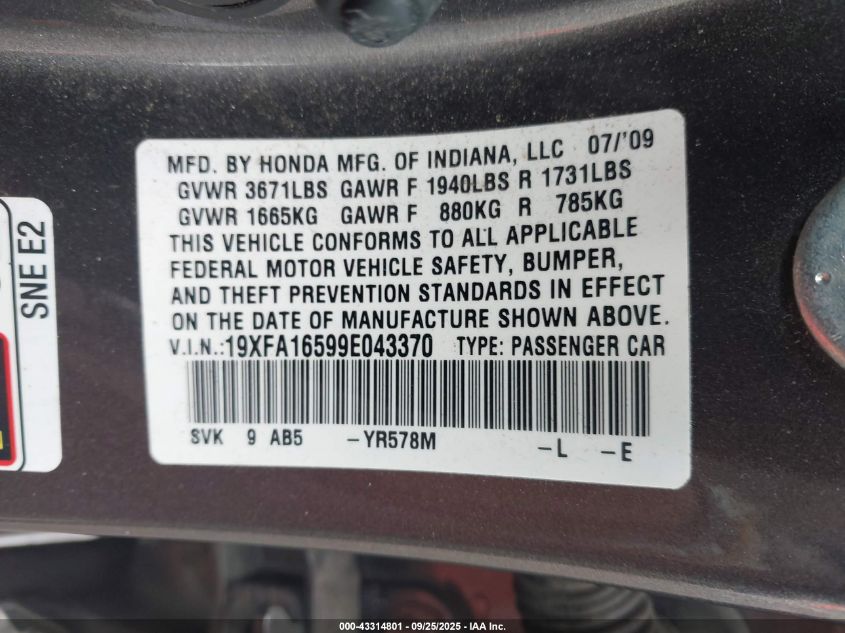 MFD. BY HONDA MFG. OF INDIANA, LLC 07/'09
GVWR 3671LBS GAWR F 1940LBS R 1731LBS
GVWR 1665KG GAWR F 880KG R 785KG
THIS VEHICLE CONFORMS TO ALL APPLICABLE
FEDERAL MOTOR VEHICLE SAFETY, BUMPER,
AND THEFT PREVENTION STANDARDS IN EFFECT
ON THE DATE OF MANUFACTURE SHOWN ABOVE.
V.I.N.:19XFA16599E043370 TYPE: PASSENGER CAR
SVK 9 AB5 -YR578M -L -E
SNE E2
000-43314801 - 09/25/2025 - IAA Inc.